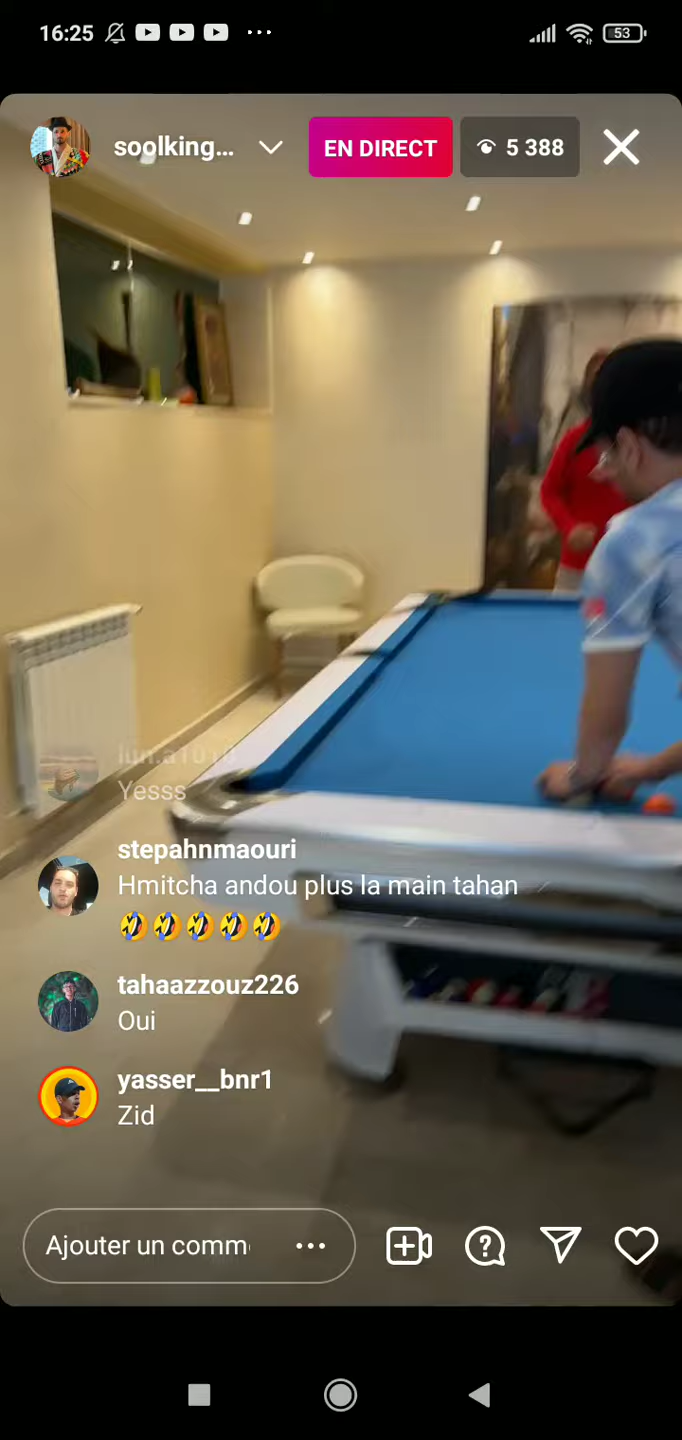 16:25
53
soolking...
EN DIRECT
5 388
Yesss
stepahnmaouri
Hmitcha andou plus la main tahan
🤣🤣🤣🤣🤣
tahaazzouz226
Oui
yasser__bnr1
Zid
Ajouter un comm